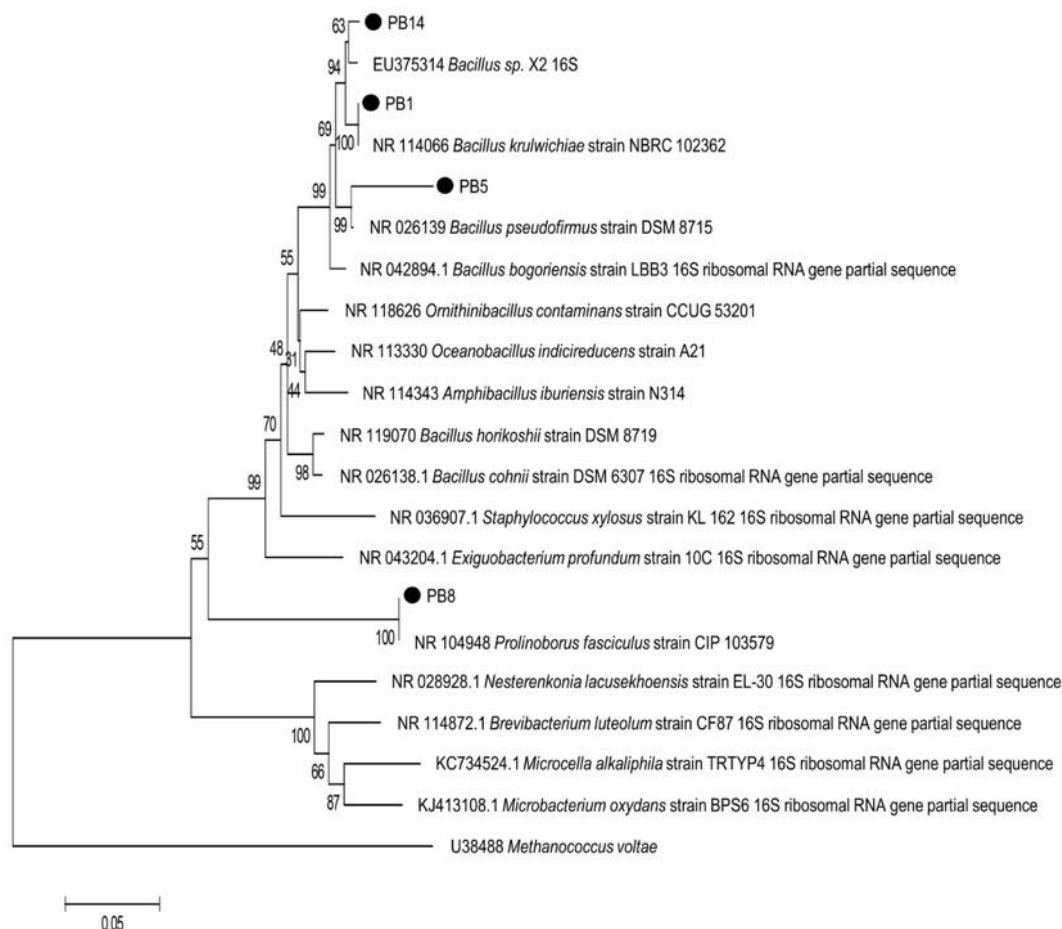 63
PB14
EU375314 Bacillus sp. X2 16S
94
PB1
69
100
NR 114066 Bacillus krulwichiae strain NBRC 102362
99
PB5
99
NR 026139 Bacillus pseudofirmus strain DSM 8715
55
NR 042894.1 Bacillus bogoriensis strain LBB3 16S ribosomal RNA gene partial sequence
NR 118626 Ornithinibacillus contaminans strain CCUG 53201
48
31
NR 113330 Oceanobacillus indicireducens strain A21
44
NR 114343 Amphibacillus iburiensis strain N314
70
NR 119070 Bacillus horikoshii strain DSM 8719
98
NR 026138.1 Bacillus cohnii strain DSM 6307 16S ribosomal RNA gene partial sequence
99
NR 036907.1 Staphylococcus xylosus strain KL 162 16S ribosomal RNA gene partial sequence
55
NR 043204.1 Exiguobacterium profundum strain 10C 16S ribosomal RNA gene partial sequence
PB8
100
NR 104948 Prolinoborus fasciculus strain CIP 103579
NR 028928.1 Nesterenkonia lacusekhoensis strain EL-30 16S ribosomal RNA gene partial sequence
100
NR 114872.1 Brevibacterium luteolum strain CF87 16S ribosomal RNA gene partial sequence
66
KC734524.1 Microcella alkaliphila strain TRTYP4 16S ribosomal RNA gene partial sequence
87
KJ413108.1 Microbacterium oxydans strain BPS6 16S ribosomal RNA gene partial sequence
U38488 Methanococcus voltae
0.05